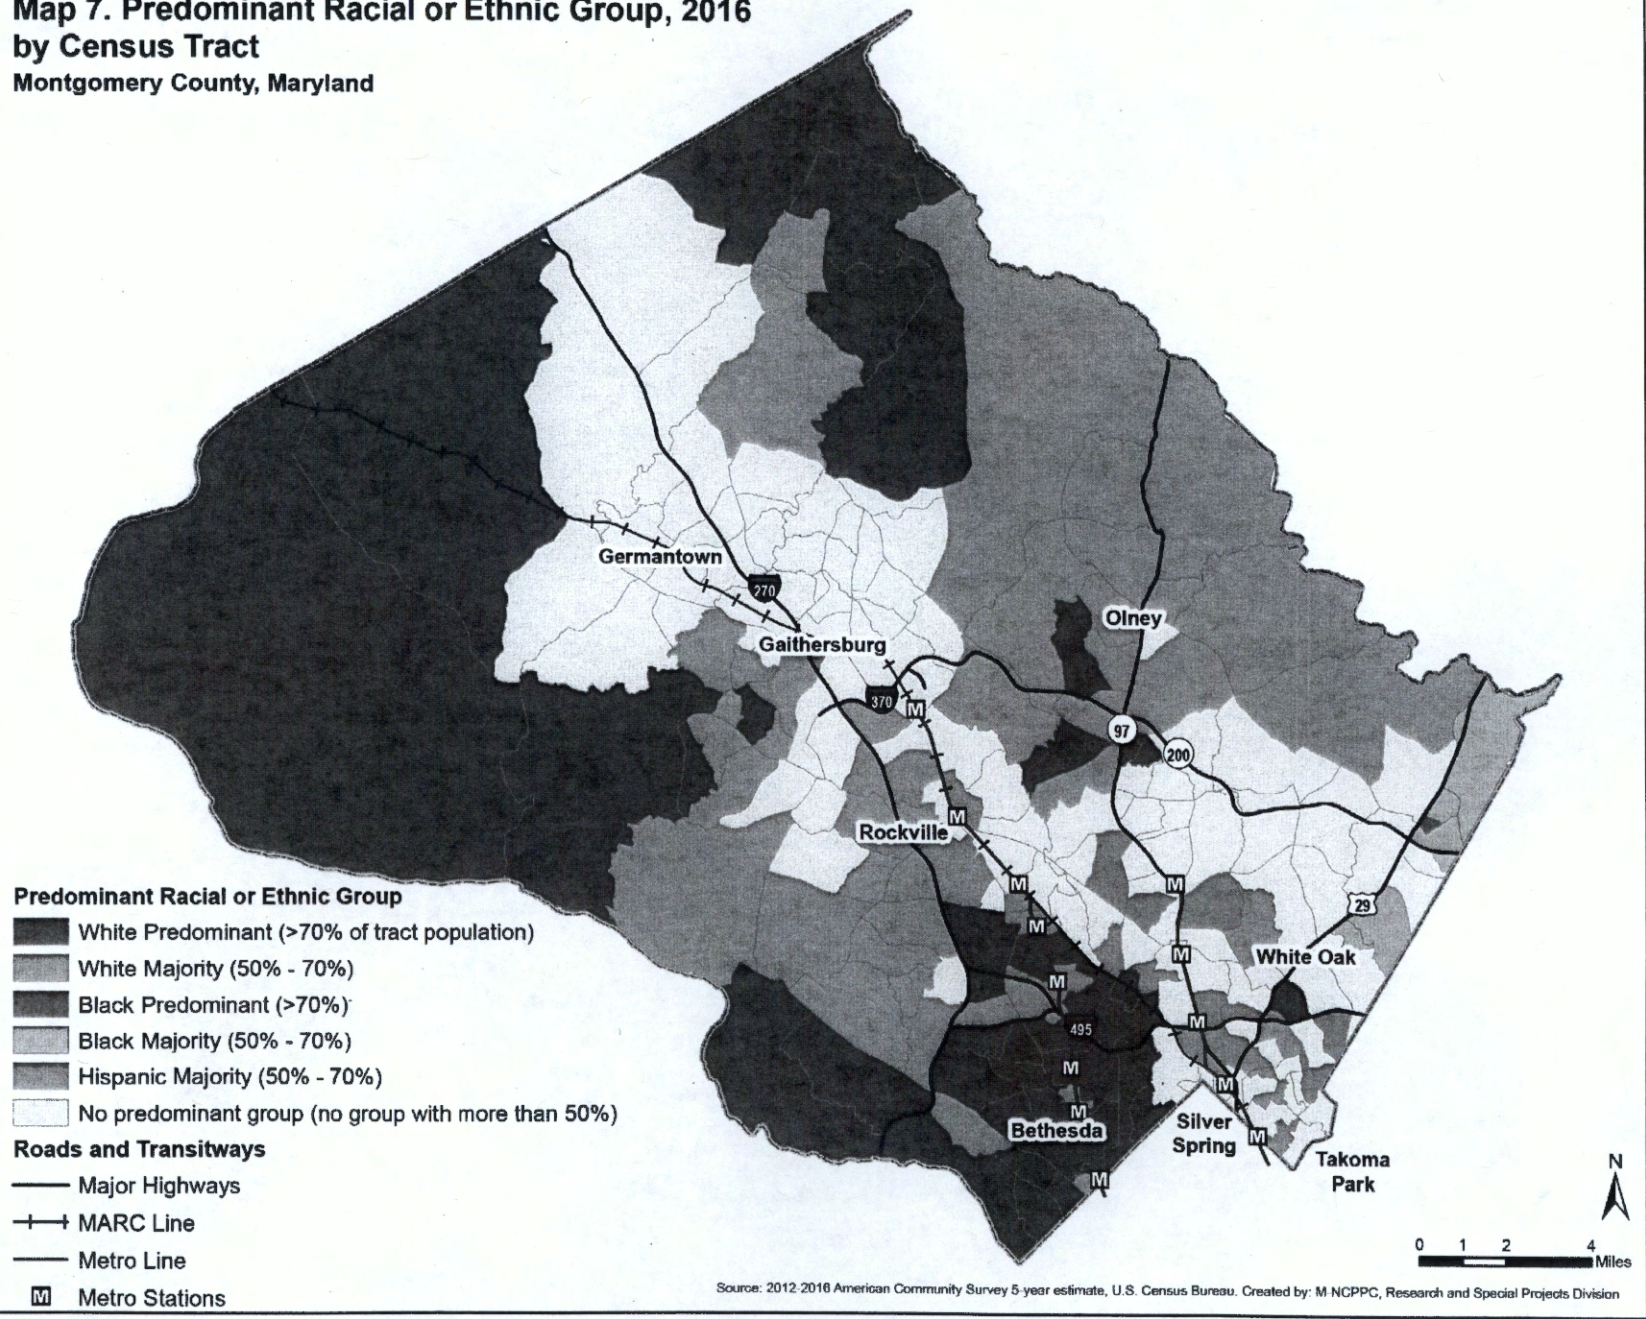 Map 7. Predominant Racial or Ethnic Group, 2016
by Census Tract
Montgomery County, Maryland
Germantown
270
Gaithersburg
370
Olney
97
200
Rockville
29
White Oak
495
Bethesda
Silver
Spring
Takoma
Park
M
M
M
M
M
M
M
M
M
M
M
M
M
Predominant Racial or Ethnic Group
White Predominant (>70% of tract population)
White Majority (50% - 70%)
Black Predominant (>70%)
Black Majority (50% - 70%)
Hispanic Majority (50% - 70%)
No predominant group (no group with more than 50%)
Roads and Transitways
Major Highways
MARC Line
Metro Line
M Metro Stations
N
0 1 2 4
Miles
Source: 2012-2016 American Community Survey 5-year estimate, U.S. Census Bureau. Created by: M-NCPPC, Research and Special Projects Division